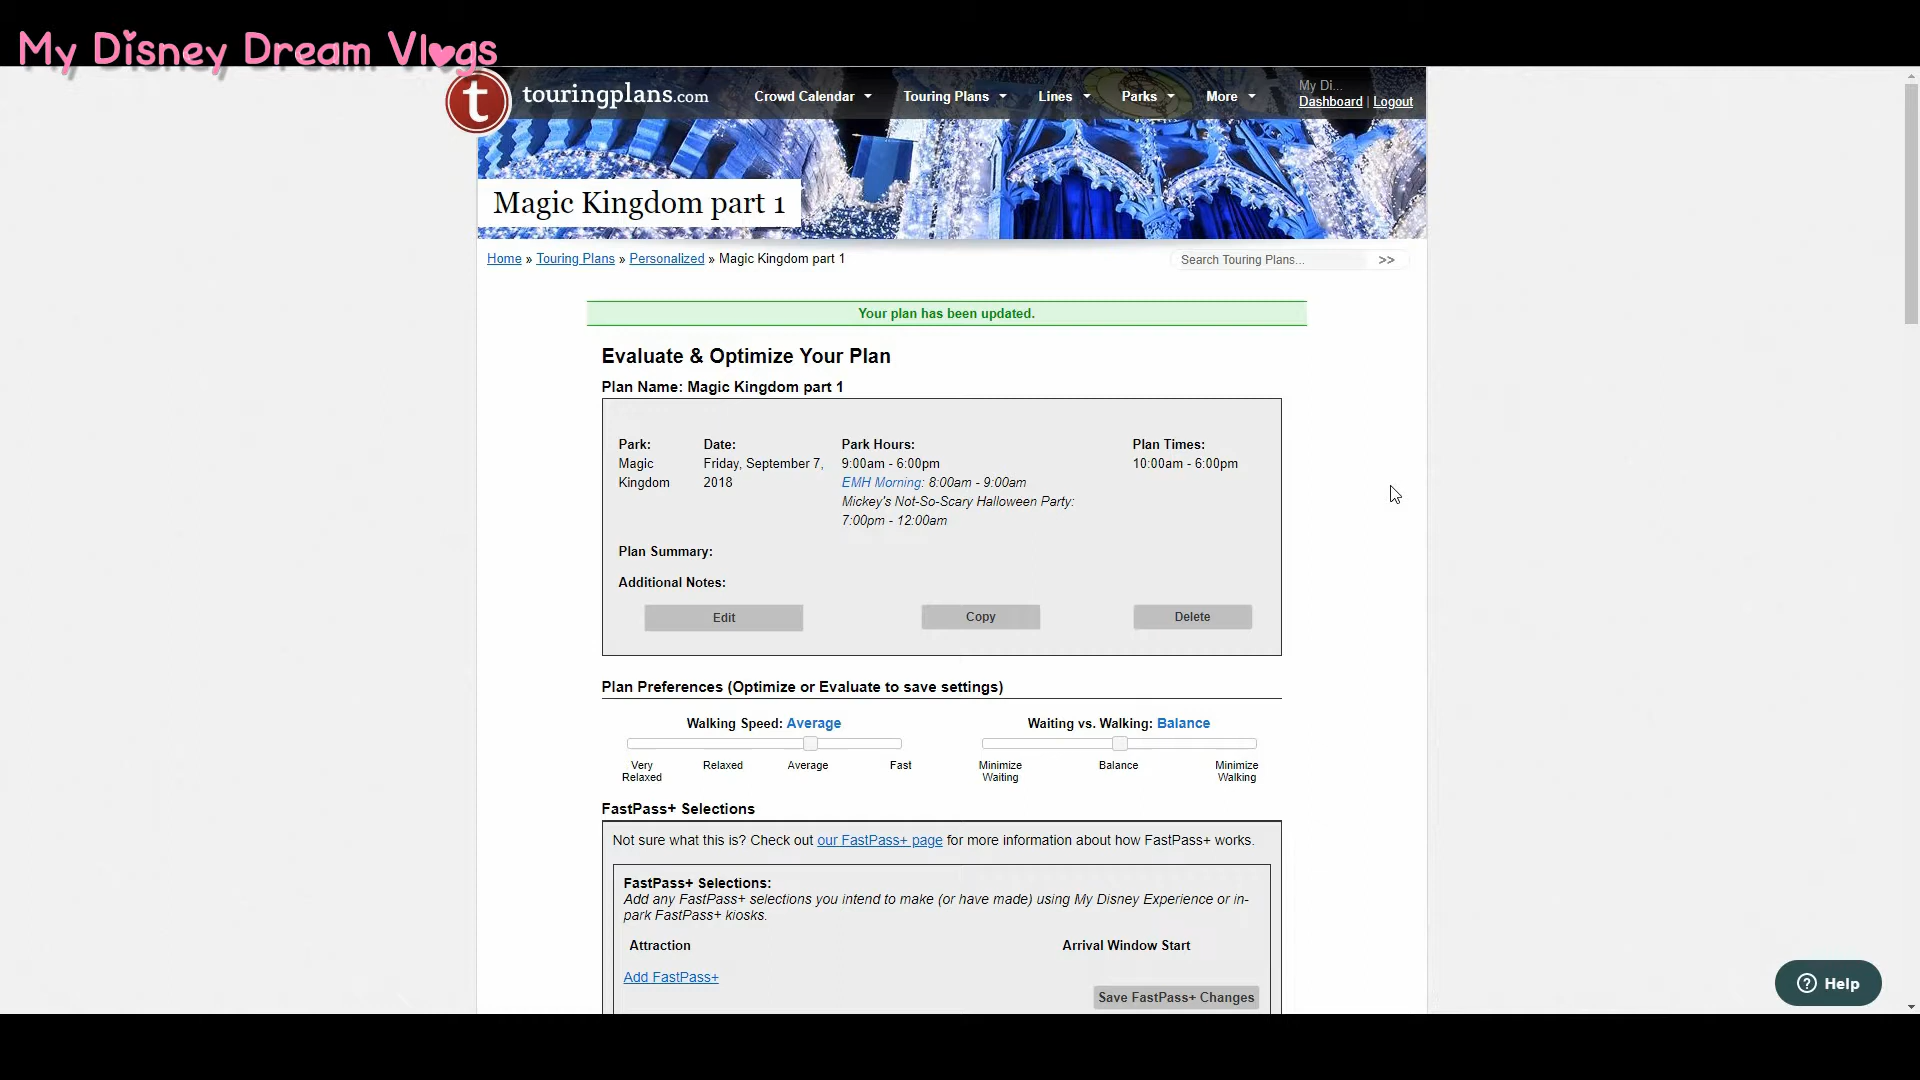 My Disney Dream Vlogs
t touringplans.com Crowd Calendar Touring Plans Lines Parks More My Di...
Dashboard | Logout
Magic Kingdom part 1
Home » Touring Plans » Personalized » Magic Kingdom part 1 Search Touring Plans... >>
Your plan has been updated.
Evaluate & Optimize Your Plan
Plan Name: Magic Kingdom part 1
Park: Date: Park Hours: Plan Times:
Magic Friday, September 7, 9:00am - 6:00pm 10:00am - 6:00pm
Kingdom 2018 EMH Morning: 8:00am - 9:00am
Mickey's Not-So-Scary Halloween Party:
7:00pm - 12:00am
Plan Summary:
Additional Notes:
Edit Copy Delete
Plan Preferences (Optimize or Evaluate to save settings)
Walking Speed: Average Waiting vs. Walking: Balance
Very Relaxed Average Fast Minimize Balance Minimize
Relaxed Waiting Walking
FastPass+ Selections
Not sure what this is? Check out our FastPass+ page for more information about how FastPass+ works.
FastPass+ Selections:
Add any FastPass+ selections you intend to make (or have made) using My Disney Experience or in-
park FastPass+ kiosks.
Attraction Arrival Window Start
Add FastPass+
Save FastPass+ Changes
? Help